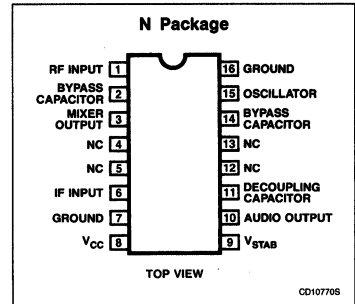 N Package
RF INPUT 1
BYPASS CAPACITOR 2
MIXER OUTPUT 3
NC 4
NC 5
IF INPUT 6
GROUND 7
VCC 8
16 GROUND
15 OSCILLATOR
14 BYPASS CAPACITOR
13 NC
12 NC
11 DECOUPLING CAPACITOR
10 AUDIO OUTPUT
9 VSTAB
TOP VIEW
CD10770S